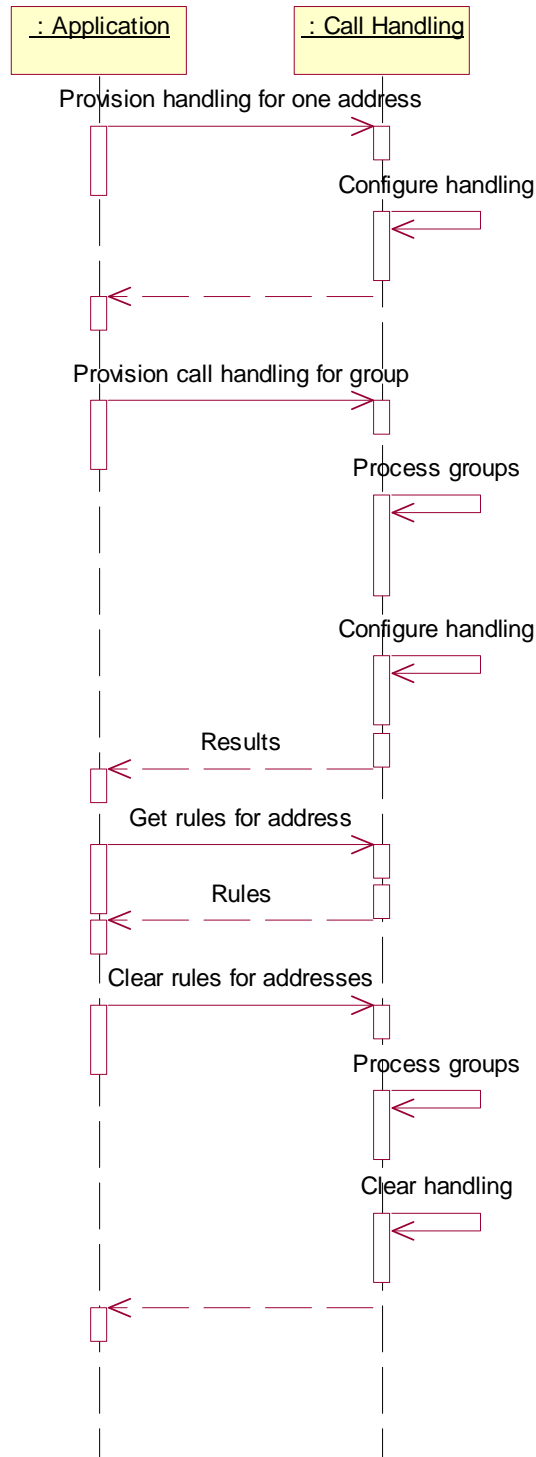 : Application
: Call Handling
Provision handling for one address
Configure handling
Provision call handling for group
Process groups
Configure handling
Results
Get rules for address
Rules
Clear rules for addresses
Process groups
Clear handling